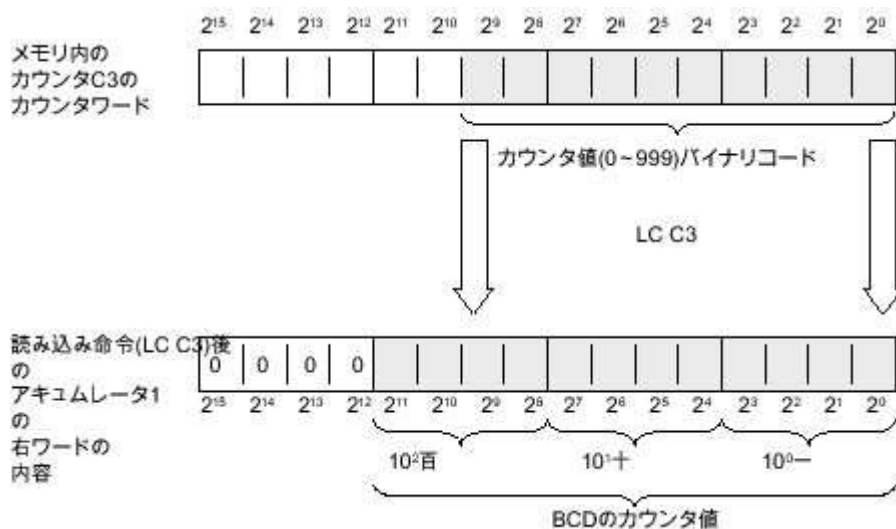 2¹⁵ 2¹⁴ 2¹³ 2¹² 2¹¹ 2¹⁰ 2⁹ 2⁸ 2⁷ 2⁶ 2⁵ 2⁴ 2³ 2² 2¹ 2⁰
メモリ内の
カウンタC3の
カウンタワード
カウンタ値(0~999)バイナリコード
LC C3
読み込み命令(LC C3)後
の
アキュムレータ1
の
右ワードの
内容
0 0 0 0
2¹⁵ 2¹⁴ 2¹³ 2¹² 2¹¹ 2¹⁰ 2⁹ 2⁸ 2⁷ 2⁶ 2⁵ 2⁴ 2³ 2² 2¹ 2⁰
10²百 10¹十 10⁰一
BCDのカウンタ値